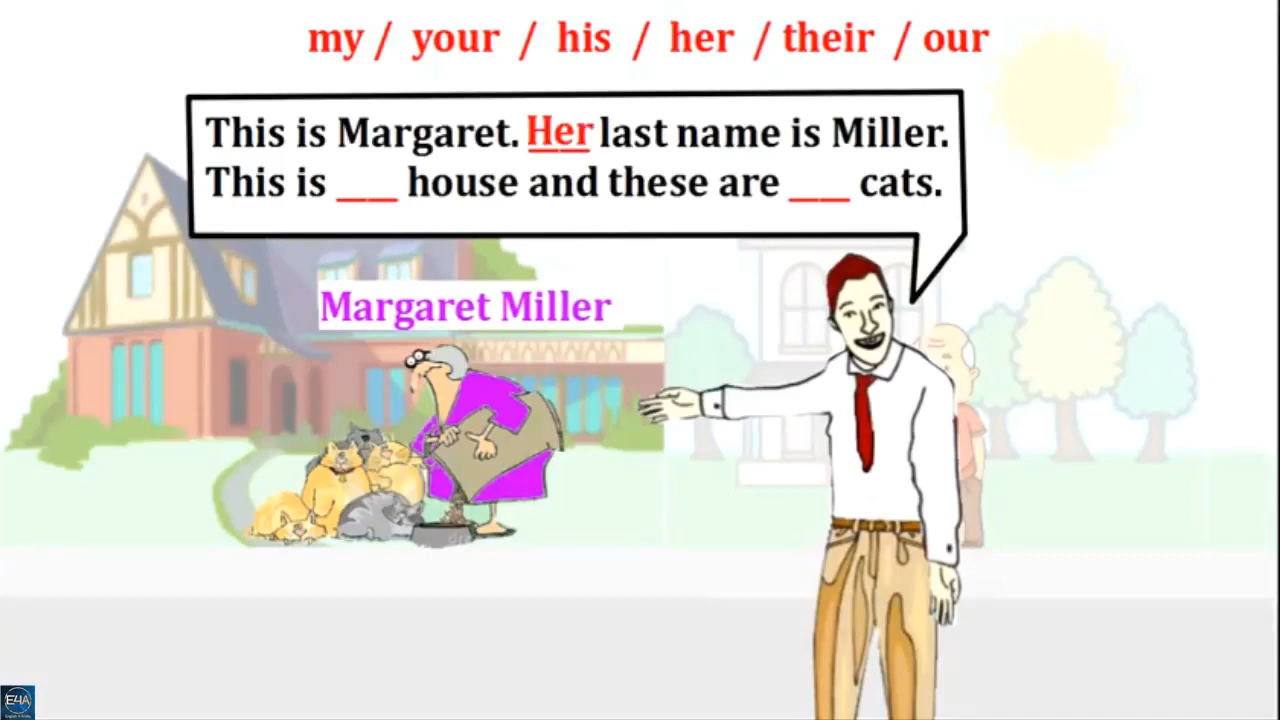 my / your / his / her / their / our
This is Margaret. Her last name is Miller.
This is ___ house and these are ___ cats.
Margaret Miller
E4A